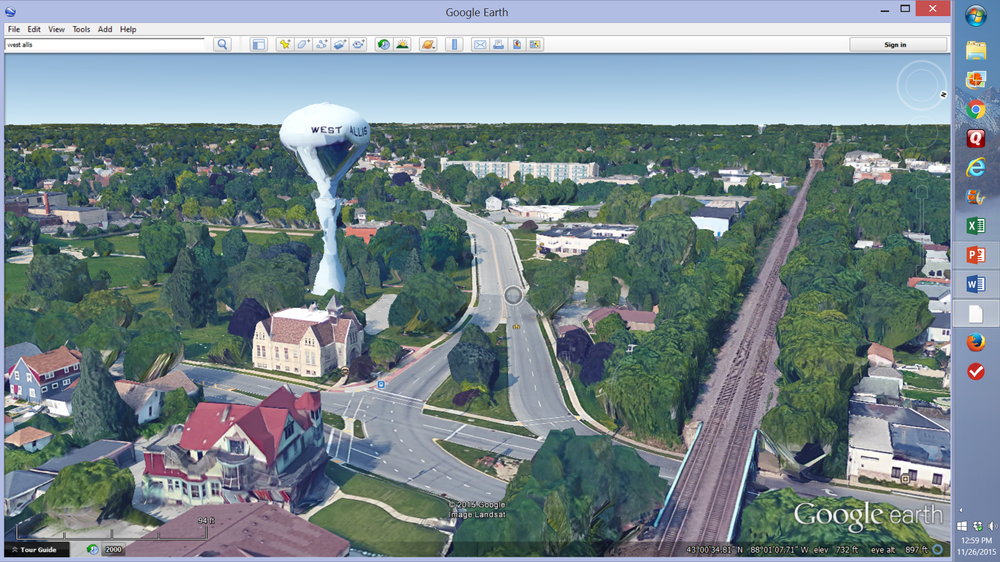 Google Earth
File Edit View Tools Add Help
west allis
Sign in
N
WEST ALLIS
© 2015 Google
Image Landsat
Google earth
94 ft
Tour Guide
2000
43°00'34.81" N 88°01'07.71" W elev 732 ft eye alt 897 ft
12:59 PM
11/26/2015